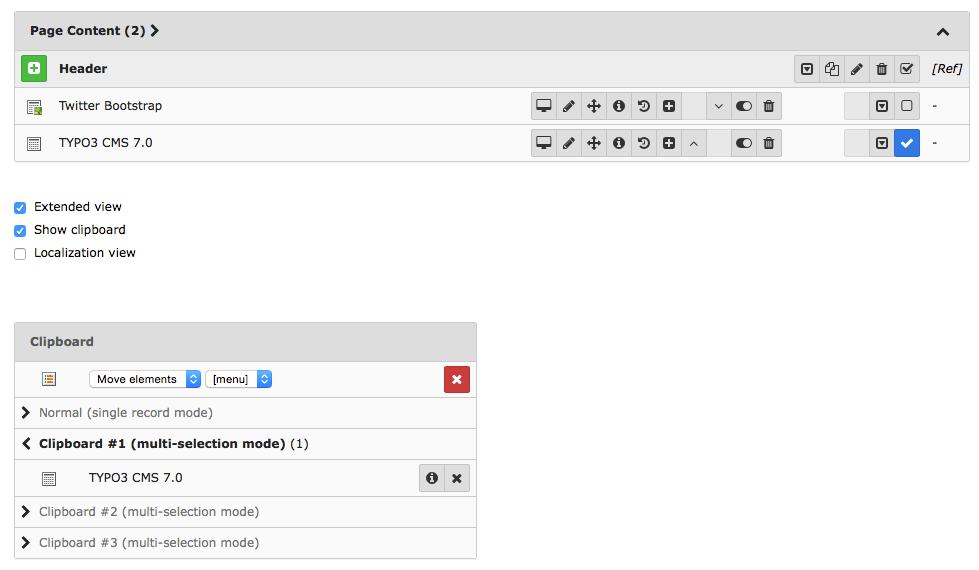 Page Content (2)
Header [Ref]
Twitter Bootstrap -
TYPO3 CMS 7.0 -
Extended view
Show clipboard
Localization view
Clipboard
Move elements [menu]
Normal (single record mode)
Clipboard #1 (multi-selection mode) (1)
TYPO3 CMS 7.0
Clipboard #2 (multi-selection mode)
Clipboard #3 (multi-selection mode)